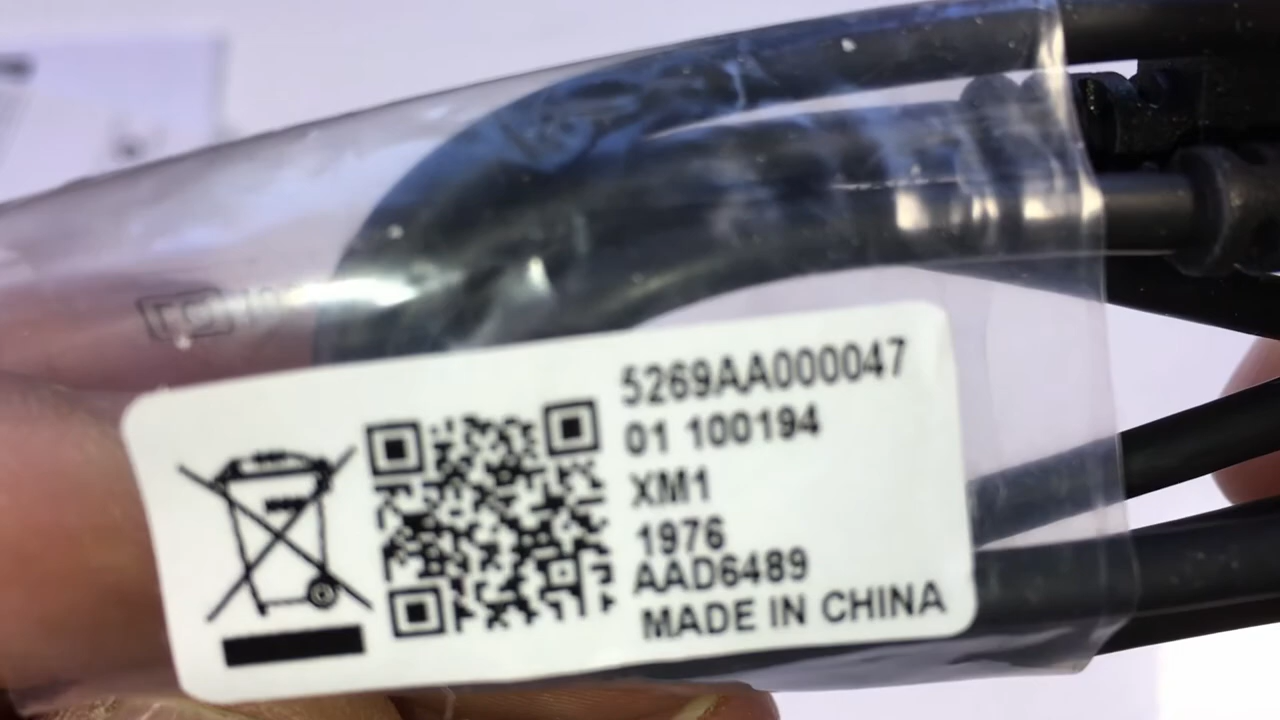 5269AA000047
01 100194
XM1
1976
AAD6489
MADE IN CHINA